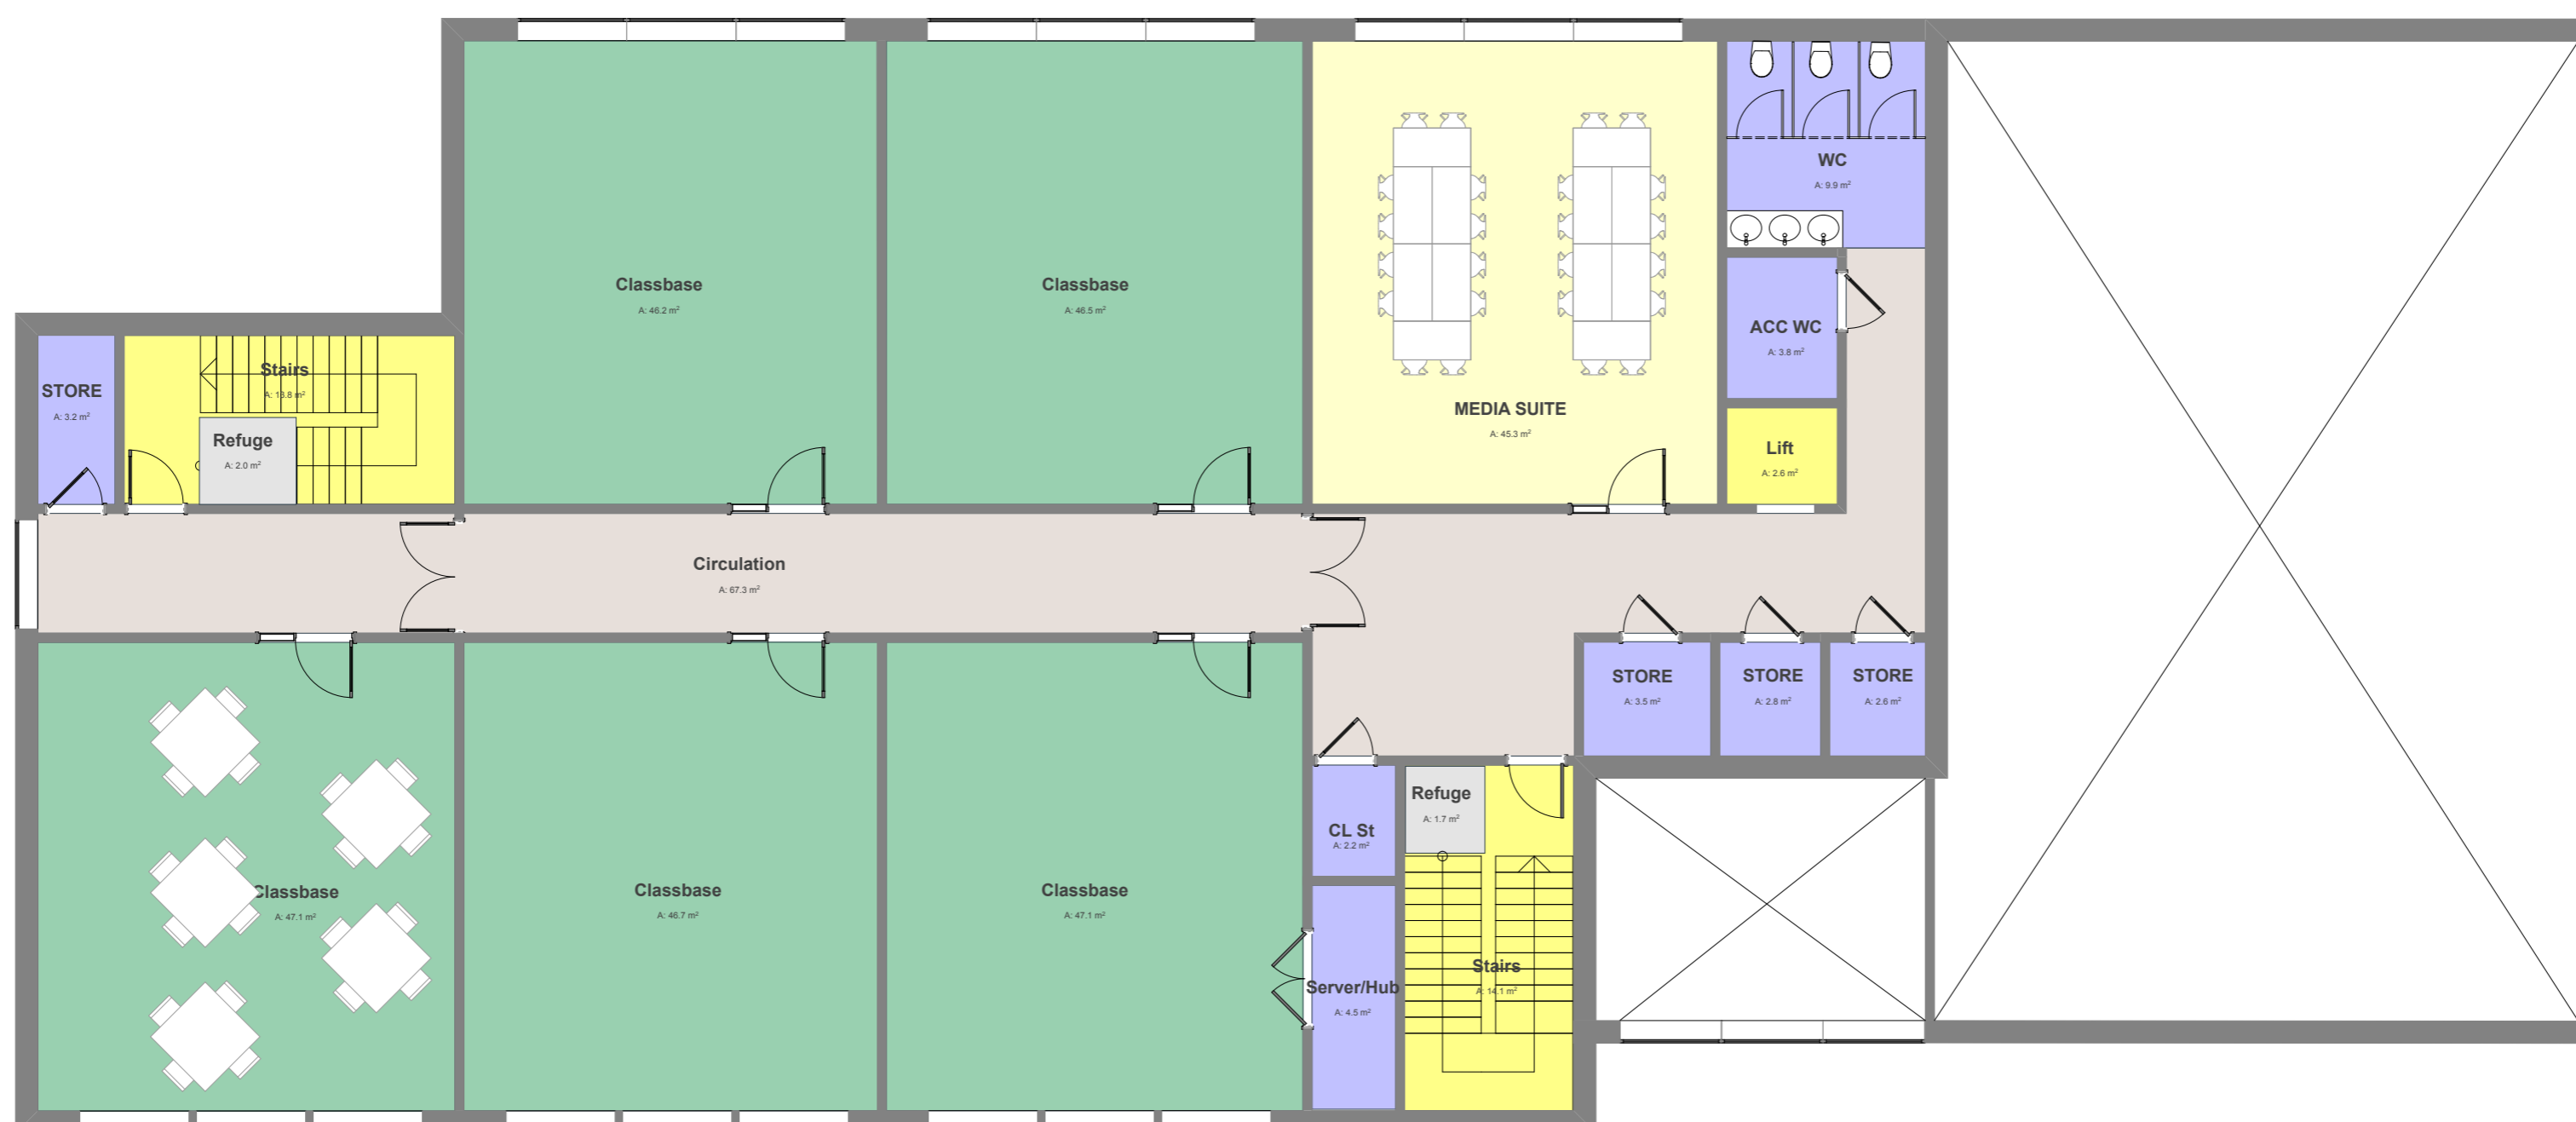 WC
A: 9.9 m²
Classbase
A: 46.2 m²
Classbase
A: 46.5 m²
ACC WC
A: 3.8 m²
STORE
A: 3.2 m²
Stairs
A: 13.8 m²
MEDIA SUITE
A: 45.3 m²
Refuge
A: 2.0 m²
Lift
A: 2.6 m²
Circulation
A: 67.3 m²
STORE
A: 3.5 m²
STORE
A: 2.8 m²
STORE
A: 2.6 m²
Refuge
A: 1.7 m²
CL St
A: 2.2 m²
Classbase
A: 47.1 m²
Classbase
A: 46.7 m²
Classbase
A: 47.1 m²
Stairs
A: 14.1 m²
Server/Hub
A: 4.5 m²